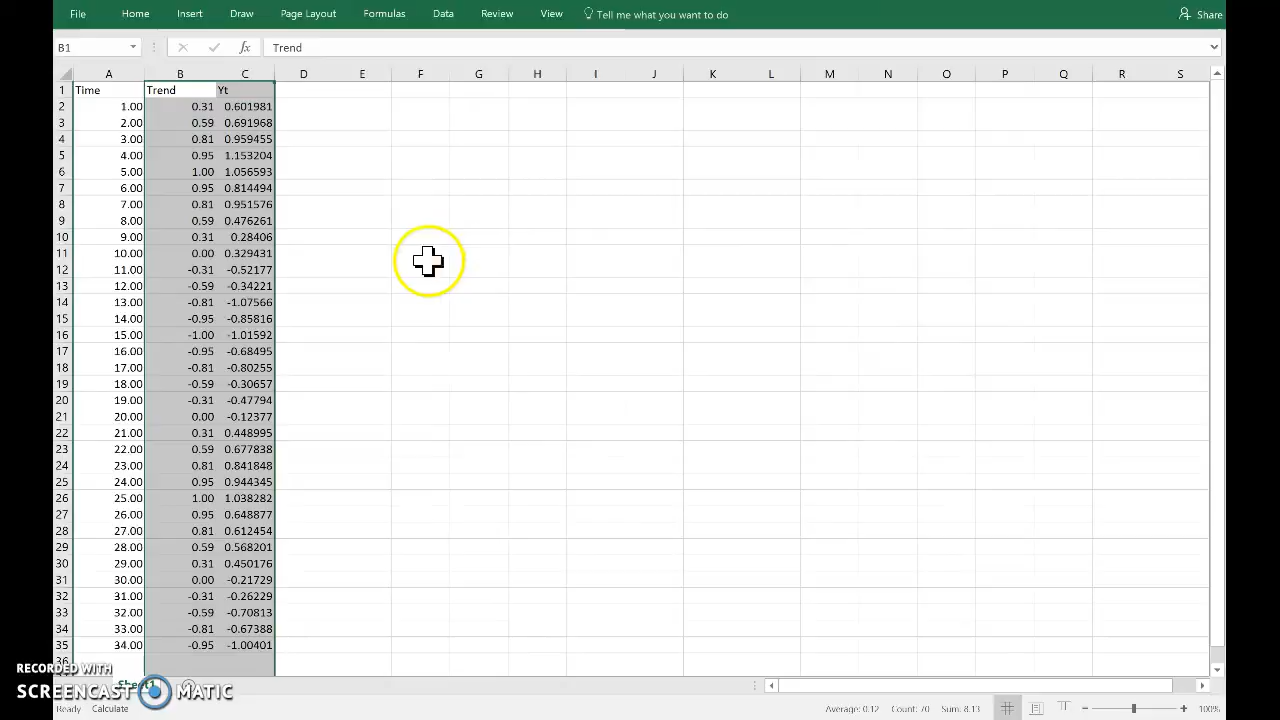 File Home Insert Draw Page Layout Formulas Data Review View Tell me what you want to do Share
B1 fx Trend
A B C D E F G H I J K L M N O P Q R S
1 Time Trend Yt
2 1.00 0.31 0.601981
3 2.00 0.59 0.691968
4 3.00 0.81 0.959455
5 4.00 0.95 1.153204
6 5.00 1.00 1.056593
7 6.00 0.95 0.814494
8 7.00 0.81 0.951576
9 8.00 0.59 0.476261
10 9.00 0.31 0.28406
11 10.00 0.00 0.329431
12 11.00 -0.31 -0.52177
13 12.00 -0.59 -0.34221
14 13.00 -0.81 -1.07566
15 14.00 -0.95 -0.85816
16 15.00 -1.00 -1.01592
17 16.00 -0.95 -0.68495
18 17.00 -0.81 -0.80255
19 18.00 -0.59 -0.30657
20 19.00 -0.31 -0.47794
21 20.00 0.00 -0.12377
22 21.00 0.31 0.448995
23 22.00 0.59 0.677838
24 23.00 0.81 0.841848
25 24.00 0.95 0.944345
26 25.00 1.00 1.038282
27 26.00 0.95 0.648877
28 27.00 0.81 0.612454
29 28.00 0.59 0.568201
30 29.00 0.31 0.450176
31 30.00 0.00 -0.21729
32 31.00 -0.31 -0.26229
33 32.00 -0.59 -0.70813
34 33.00 -0.81 -0.67388
35 34.00 -0.95 -1.00401
36
RECORDED WITH
SCREENCAST MATIC
Sheet1
Ready Calculate Average: 0.12 Count: 70 Sum: 8.13 100%